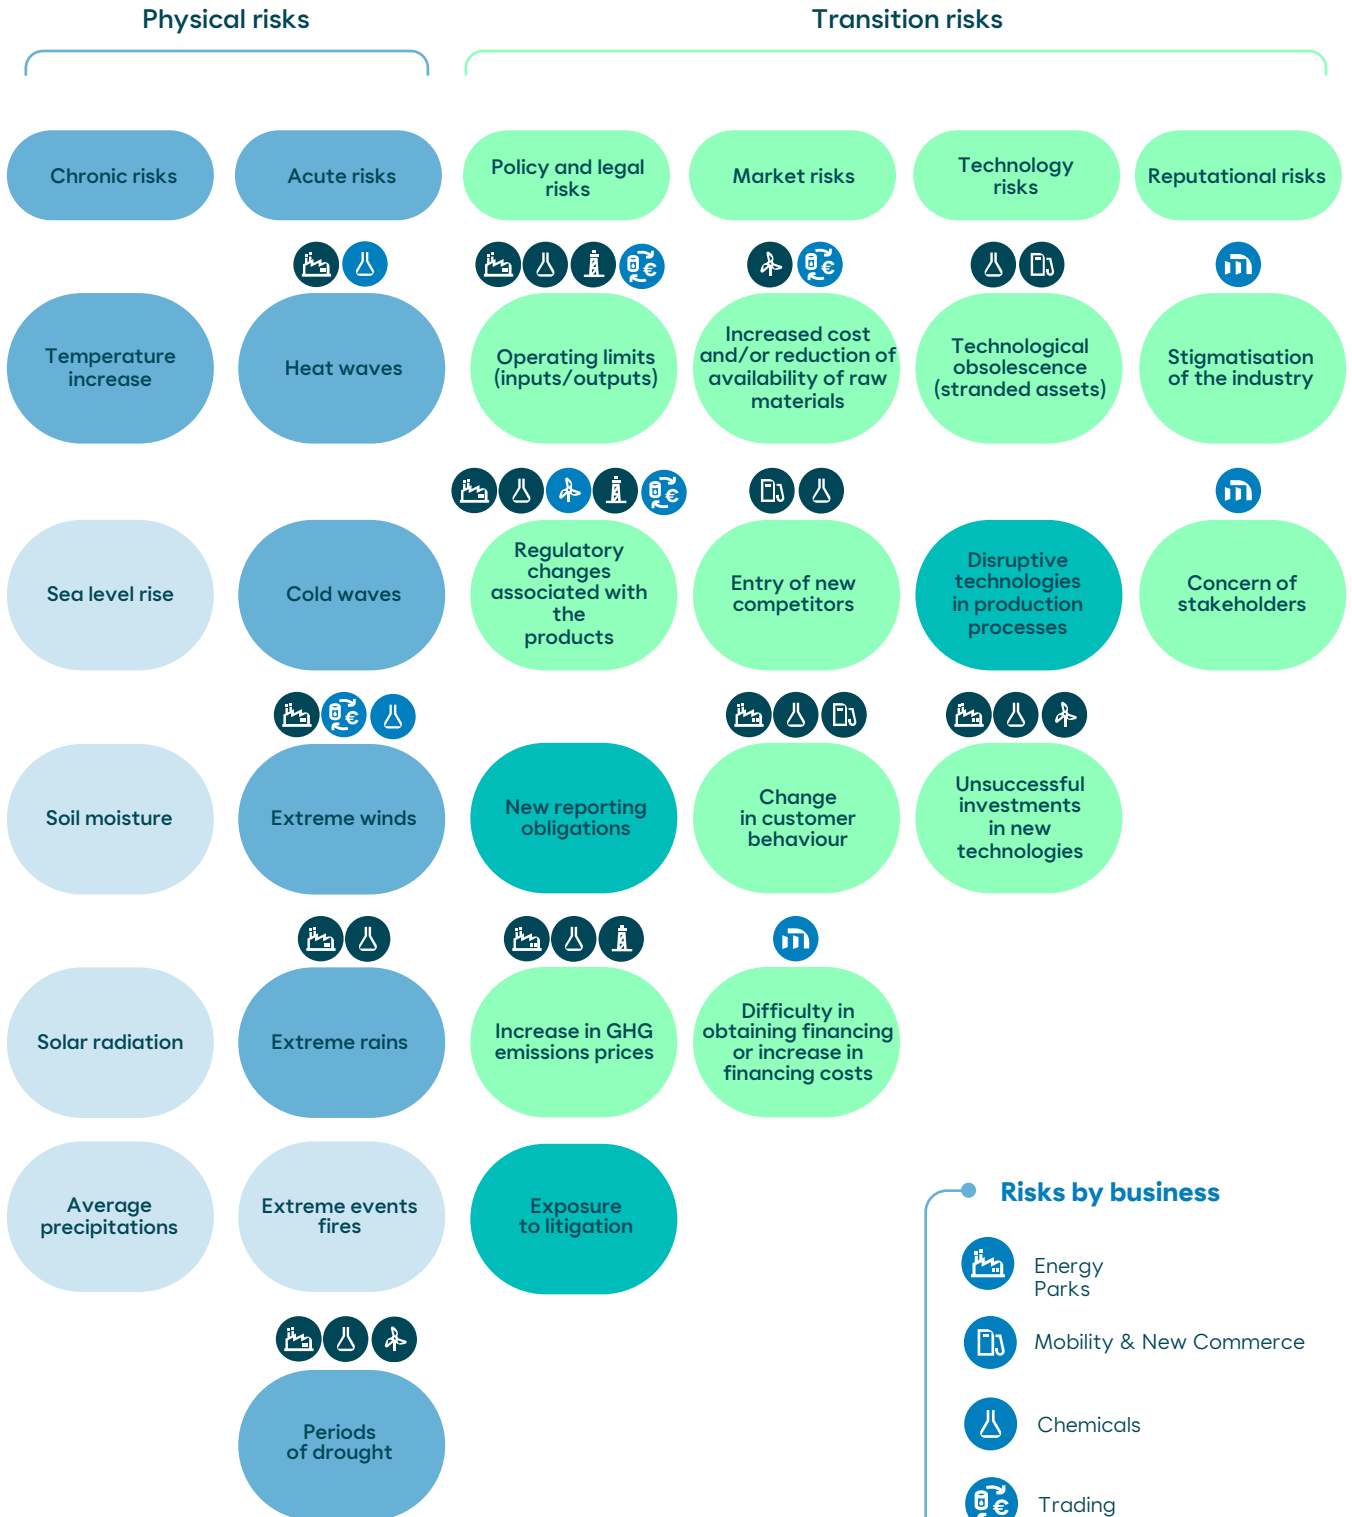 Physical risks
Transition risks
Chronic risks
Acute risks
Policy and legal
risks
Market risks
Technology
risks
Reputational risks
Temperature
increase
Heat waves
Operating limits
(inputs/outputs)
Increased cost
and/or reduction of
availability of raw
materials
Technological
obsolescence
(stranded assets)
Stigmatisation
of the industry
Sea level rise
Cold waves
Regulatory
changes
associated with
the
products
Entry of new
competitors
Disruptive
technologies
in production
processes
Concern of
stakeholders
Soil moisture
Extreme winds
New reporting
obligations
Change
in customer
behaviour
Unsuccessful
investments
in new
technologies
Solar radiation
Extreme rains
Increase in GHG
emissions prices
Difficulty in
obtaining financing
or increase in
financing costs
Average
precipitations
Extreme events
fires
Exposure
to litigation
Periods
of drought
Risks by business
Energy
Parks
Mobility & New Commerce
Chemicals
Trading